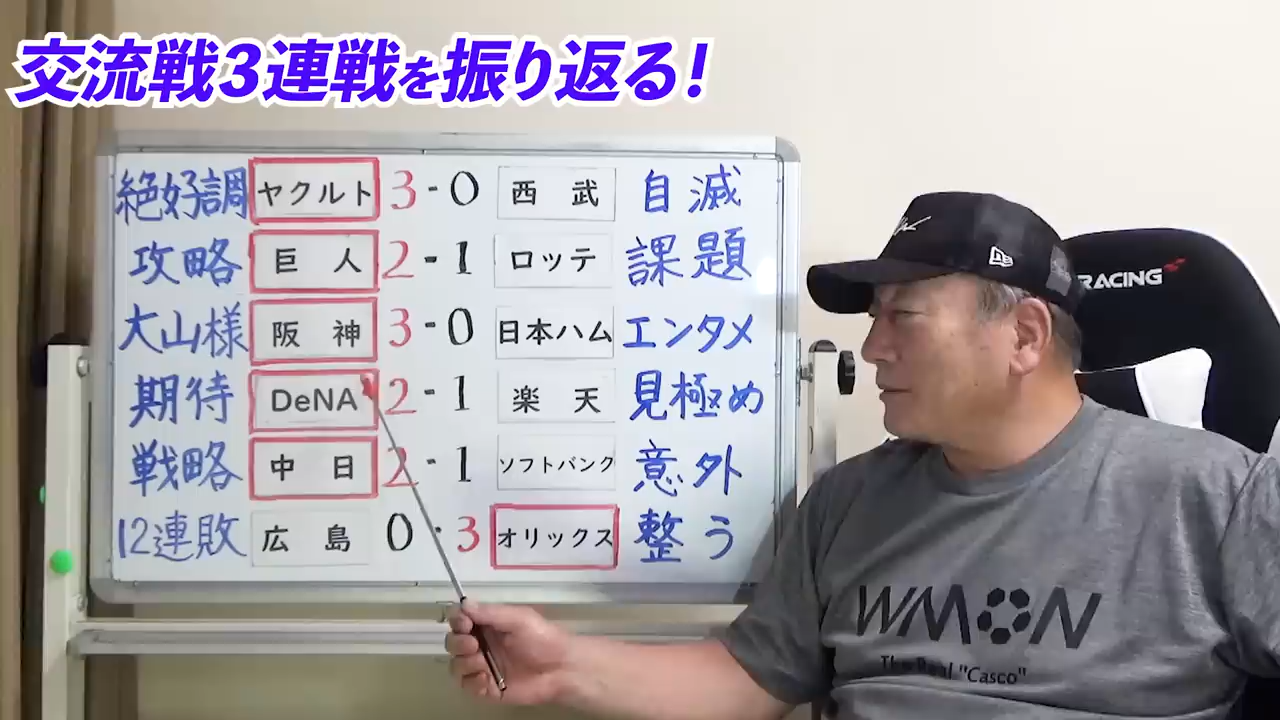 交流戦3連戦を振り返る!
絶好調 ヤクルト 3-0 西武 自滅
攻略 巨人 2-1 ロッテ 課題
大山様 阪神 3-0 日本ハム エンタメ
期待 DeNA 2-1 楽天 見極め
戦略 中日 2-1 ソフトバンク 意外
12連敗 広島 0-3 オリックス 整う
RACING
WMON
The Real "Casco"